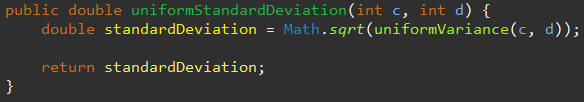 public double uniformStandardDeviation(int c, int d) {
    double standardDeviation = Math.sqrt(uniformVariance(c, d));

    return standardDeviation;
}